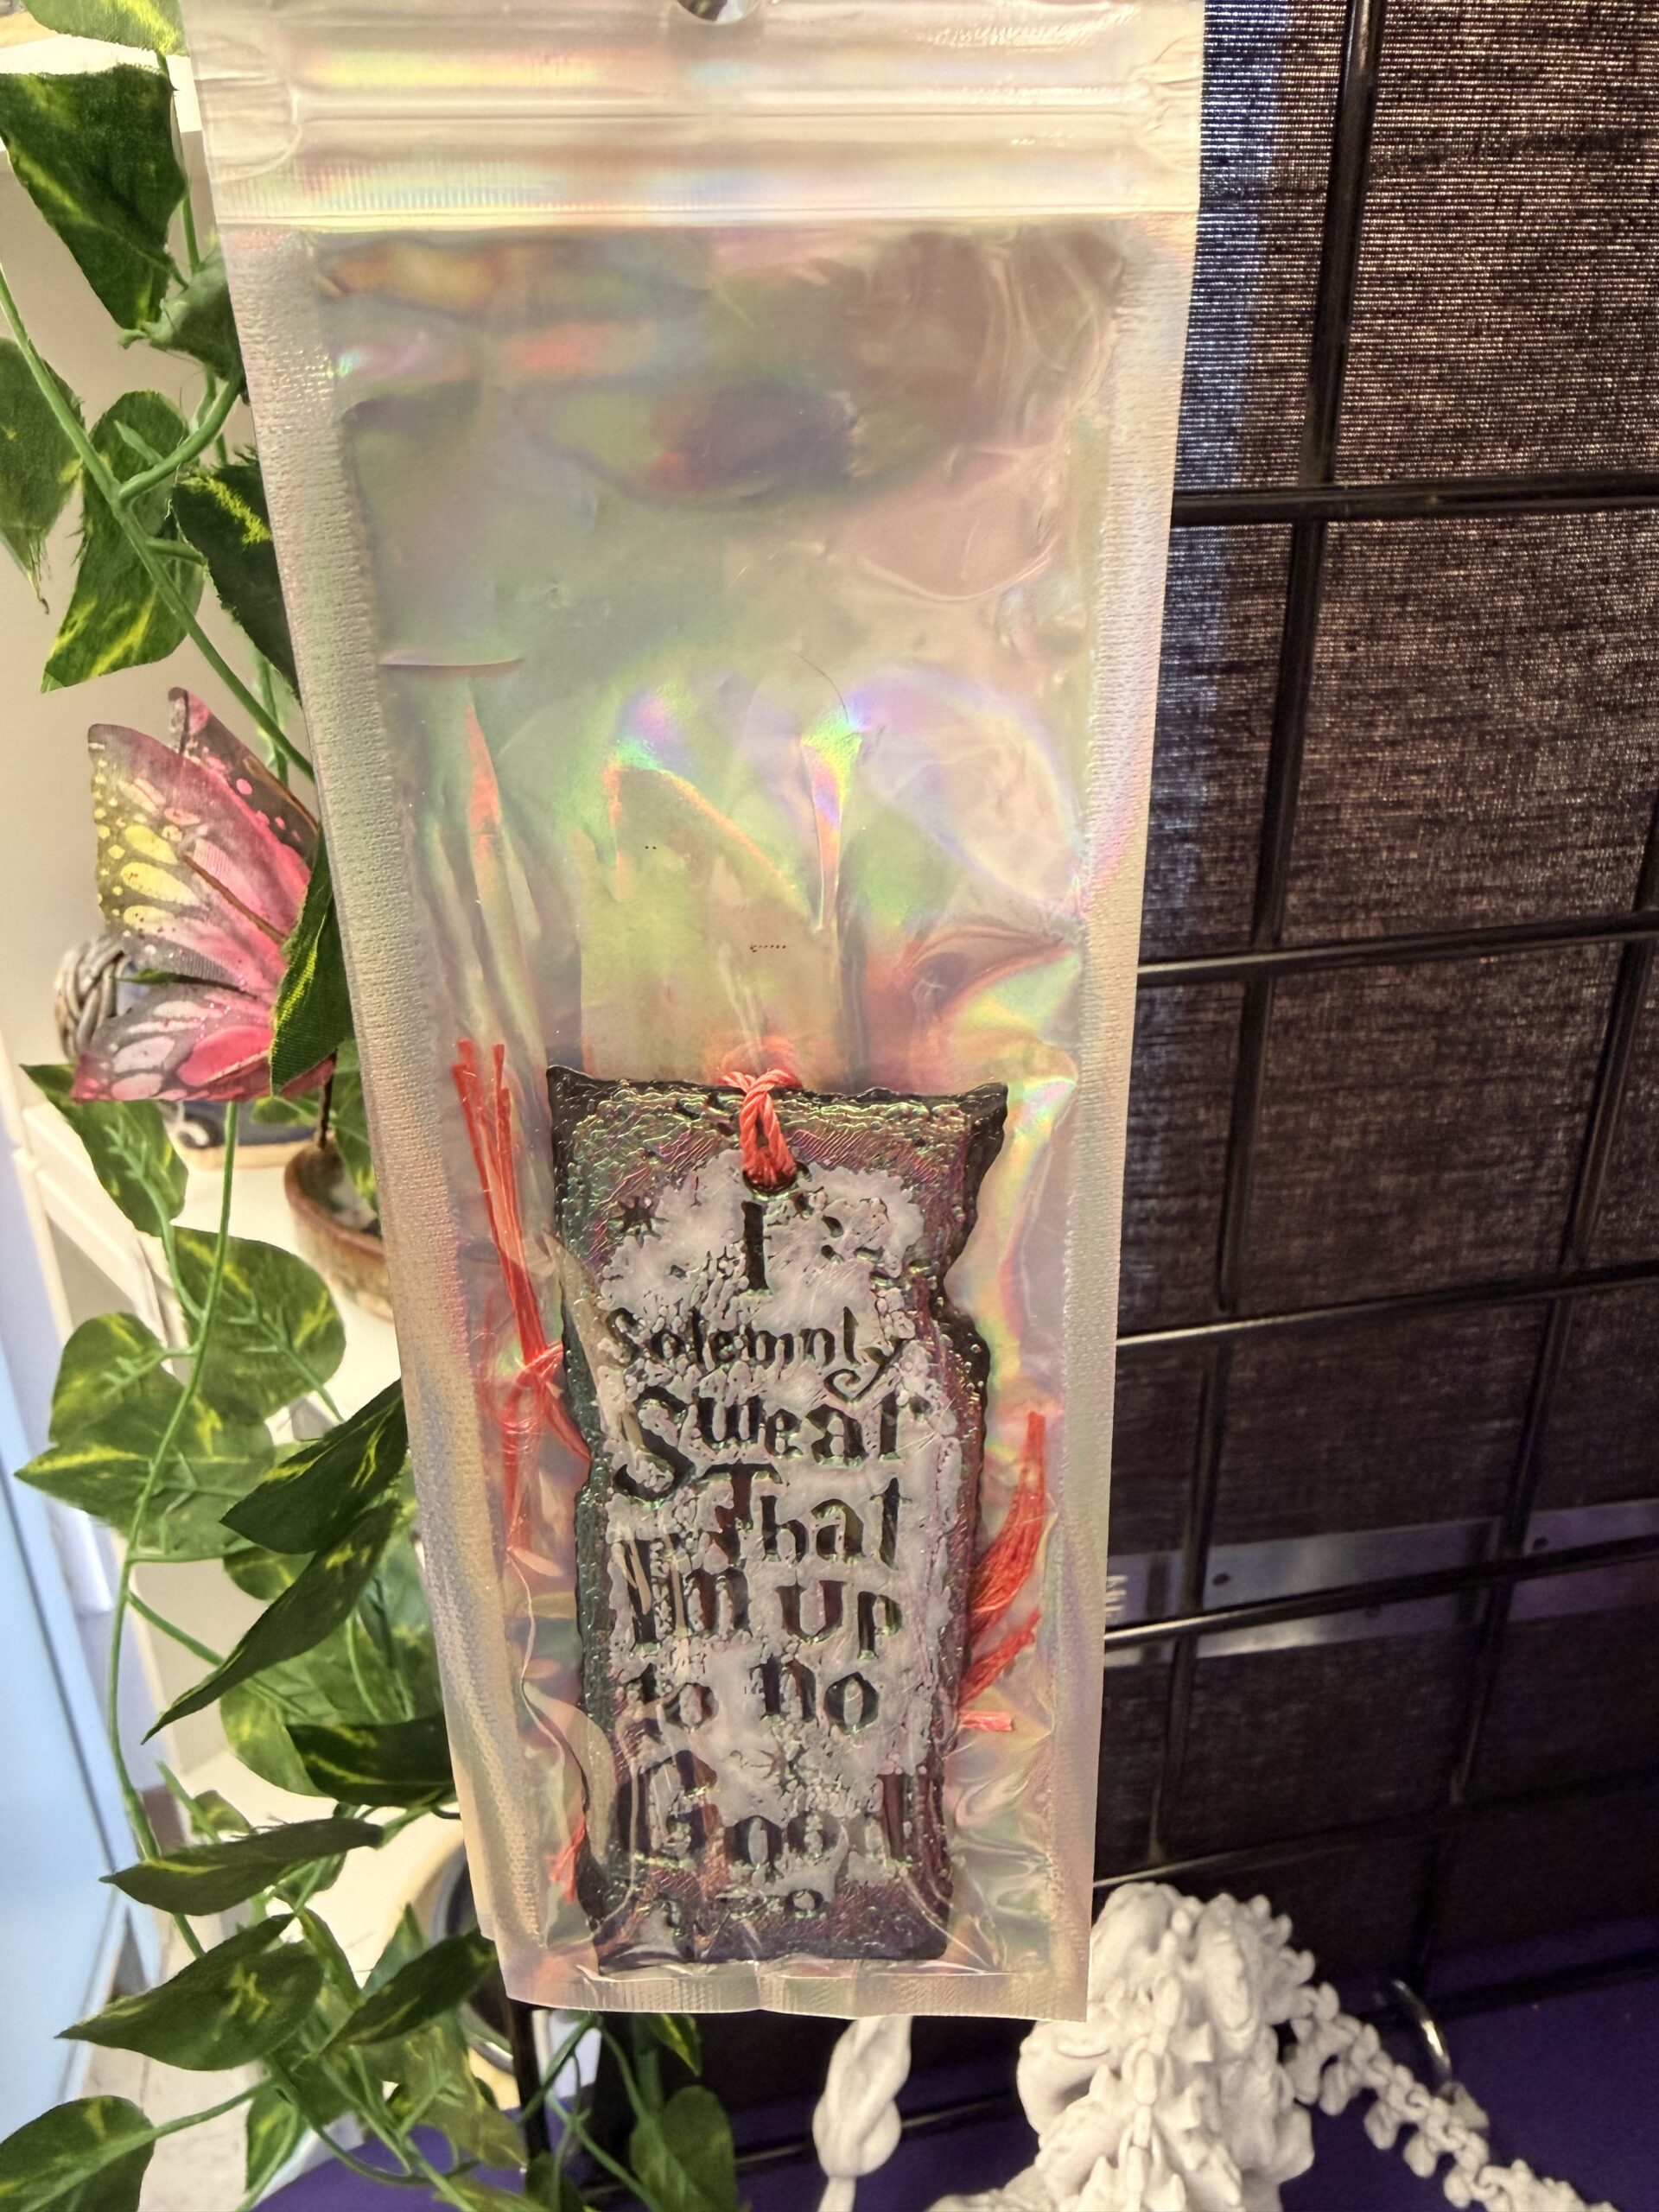 I
Solemnly
Swear
That
I'm up
to no
Good